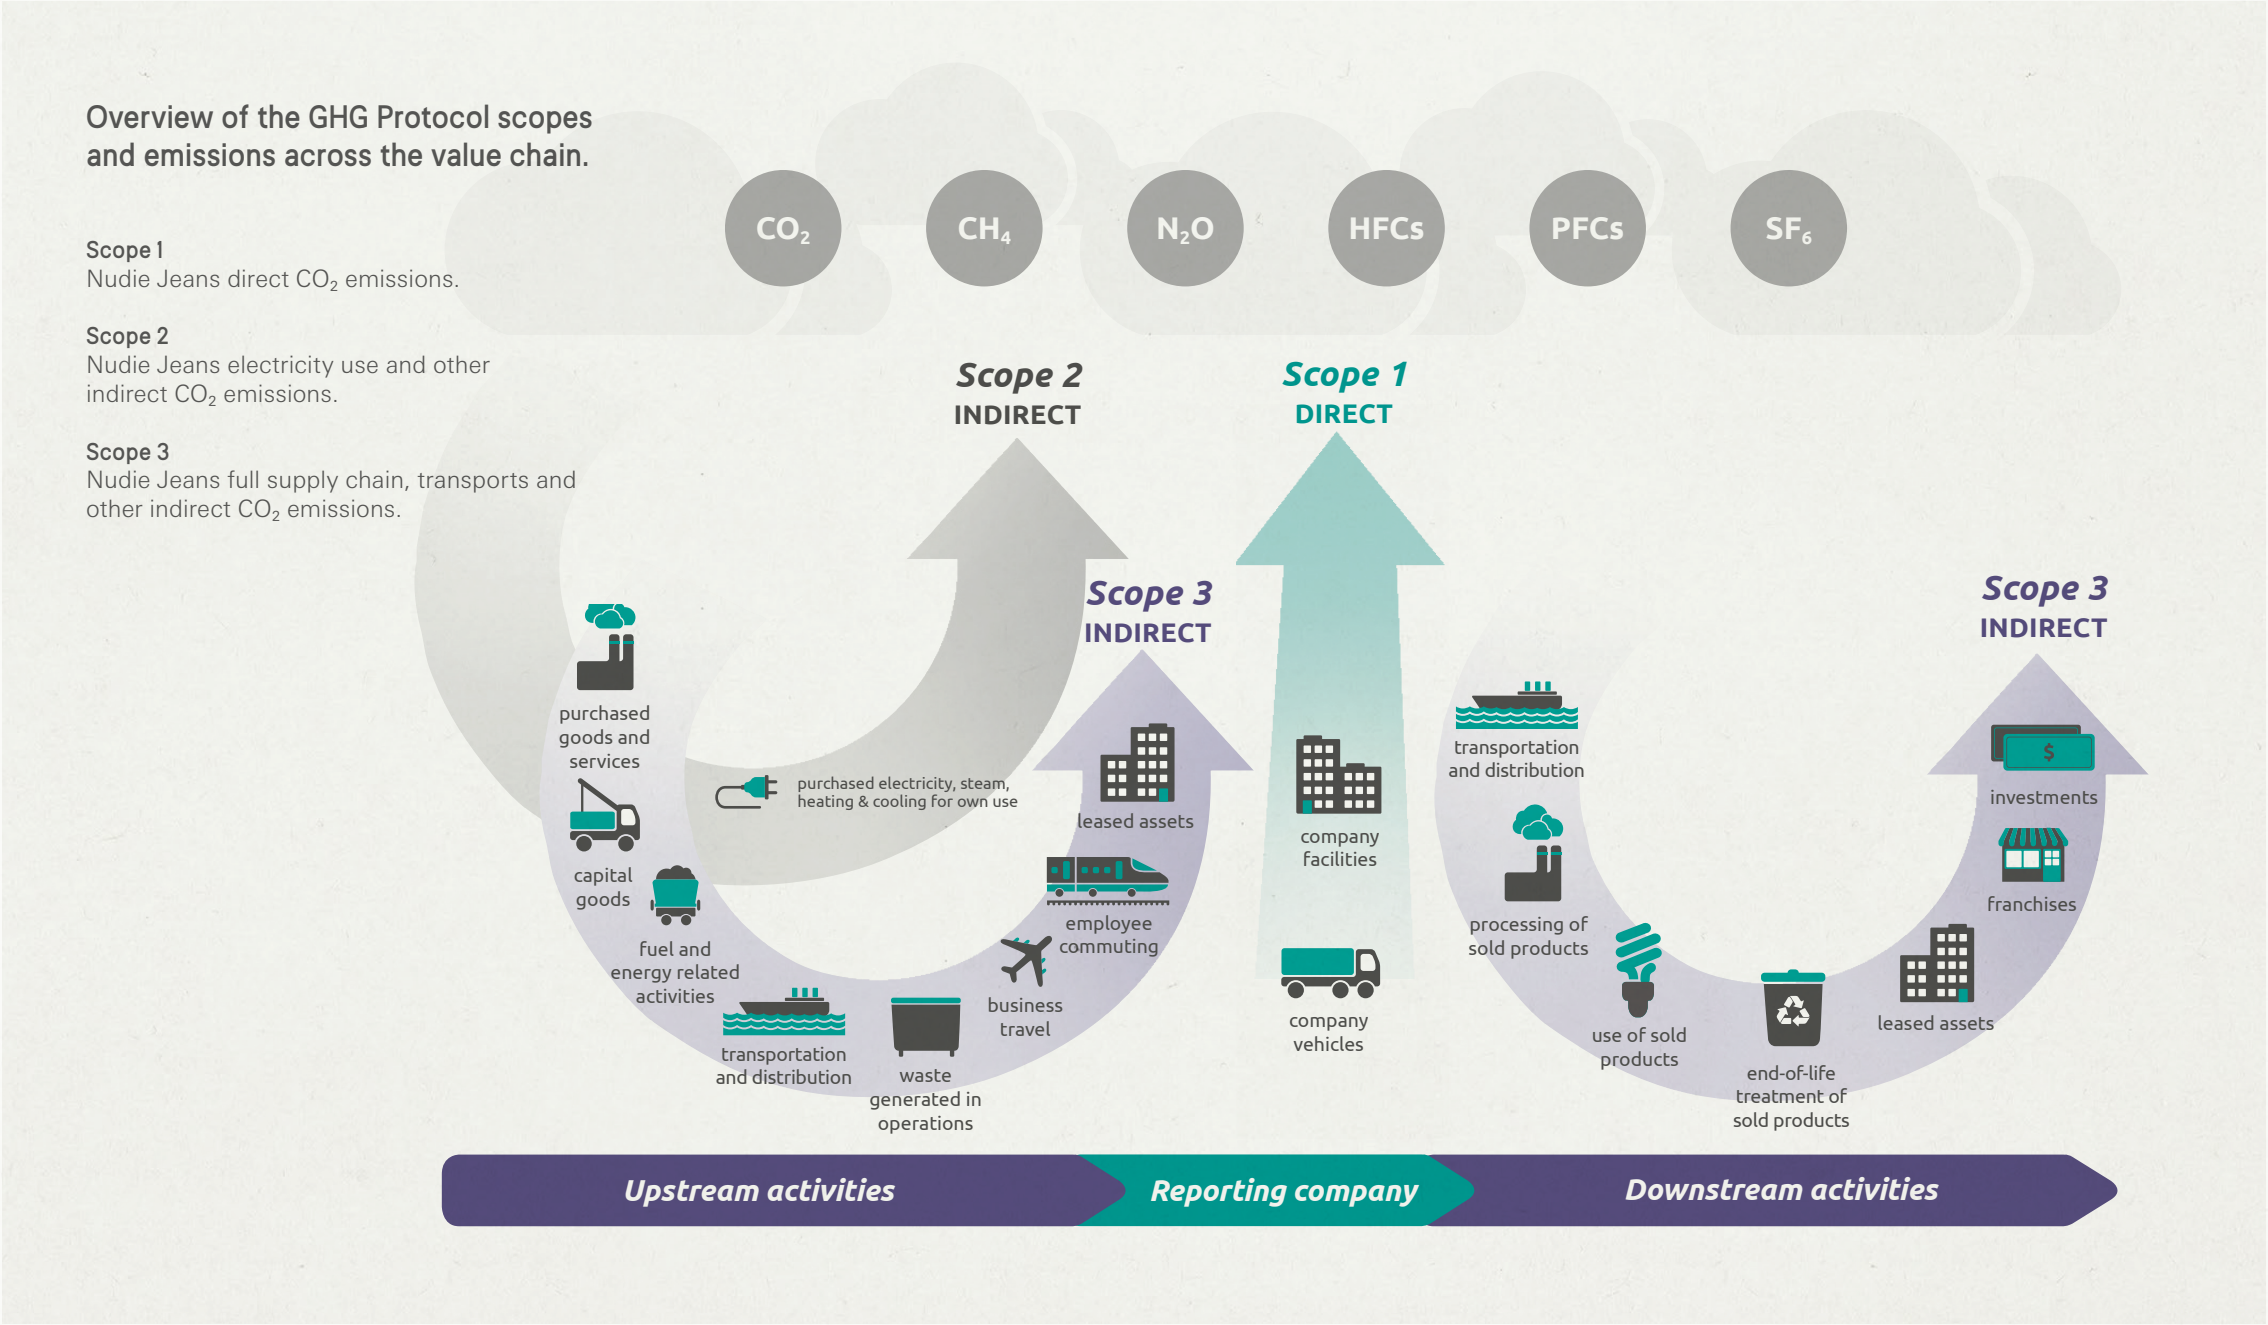 Overview of the GHG Protocol scopes
and emissions across the value chain.
Scope 1
Nudie Jeans direct CO₂ emissions.
Scope 2
Nudie Jeans electricity use and other
indirect CO₂ emissions.
Scope 3
Nudie Jeans full supply chain, transports and
other indirect CO₂ emissions.
CO₂
CH₄
N₂O
HFCs
PFCs
SF₆
Scope 2
INDIRECT
Scope 1
DIRECT
Scope 3
INDIRECT
Scope 3
INDIRECT
purchased
goods and
services
capital
goods
fuel and
energy related
activities
transportation
and distribution
waste
generated in
operations
business
travel
employee
commuting
leased assets
purchased electricity, steam,
heating & cooling for own use
company
facilities
company
vehicles
transportation
and distribution
processing of
sold products
use of sold
products
end-of-life
treatment of
sold products
leased assets
franchises
$
investments
Upstream activities
Reporting company
Downstream activities